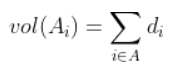 vol(A_i) = \sum_{i \in A} d_i